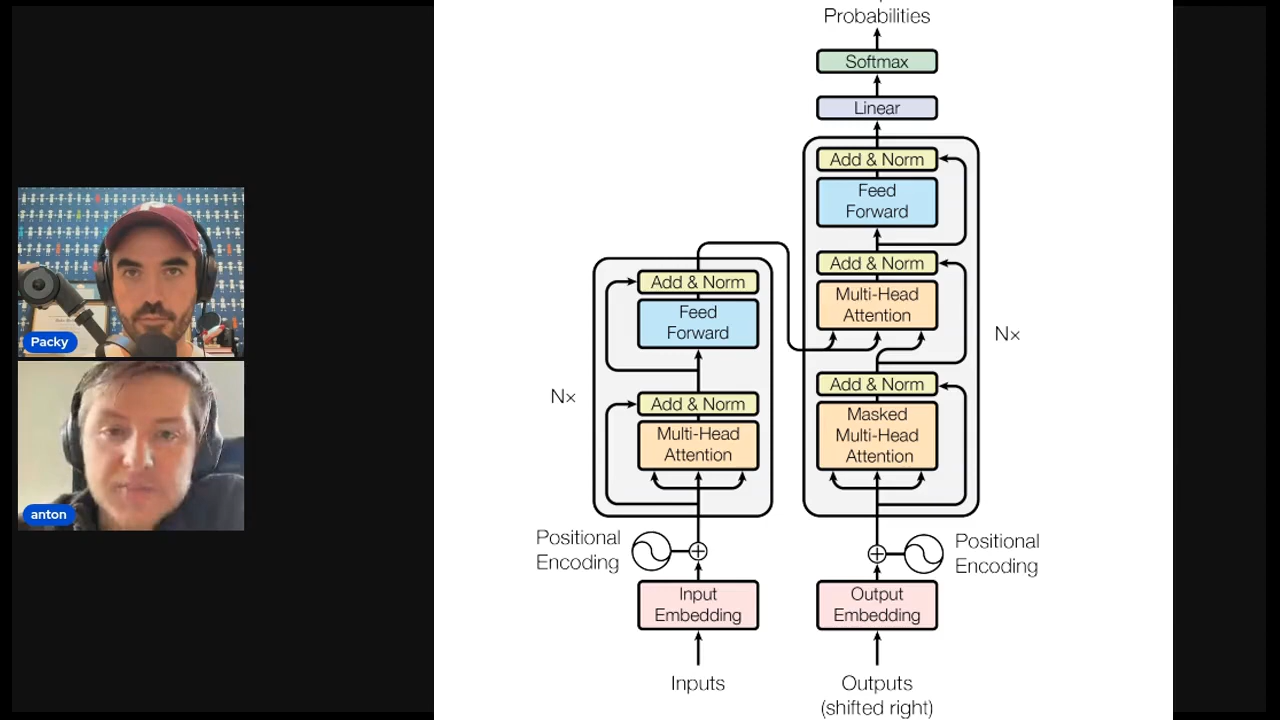 Packy
anton
Probabilities
Softmax
Linear
Add & Norm
Feed
Forward
Add & Norm
Multi-Head
Attention
Nx
Add & Norm
Masked
Multi-Head
Attention
Positional
Encoding
Output
Embedding
Outputs
(shifted right)
Add & Norm
Feed
Forward
Nx
Add & Norm
Multi-Head
Attention
Positional
Encoding
Input
Embedding
Inputs